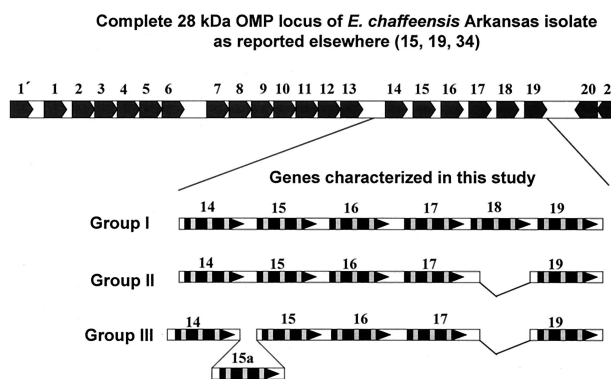 Complete 28 kDa OMP locus of E. chaffeensis Arkansas isolate
as reported elsewhere (15, 19, 34)
1´ 1 2 3 4 5 6 7 8 9 10 11 12 13 14 15 16 17 18 19 20 2
Genes characterized in this study
Group I 14 15 16 17 18 19
Group II 14 15 16 17 19
Group III 14 15 16 17 19
15a